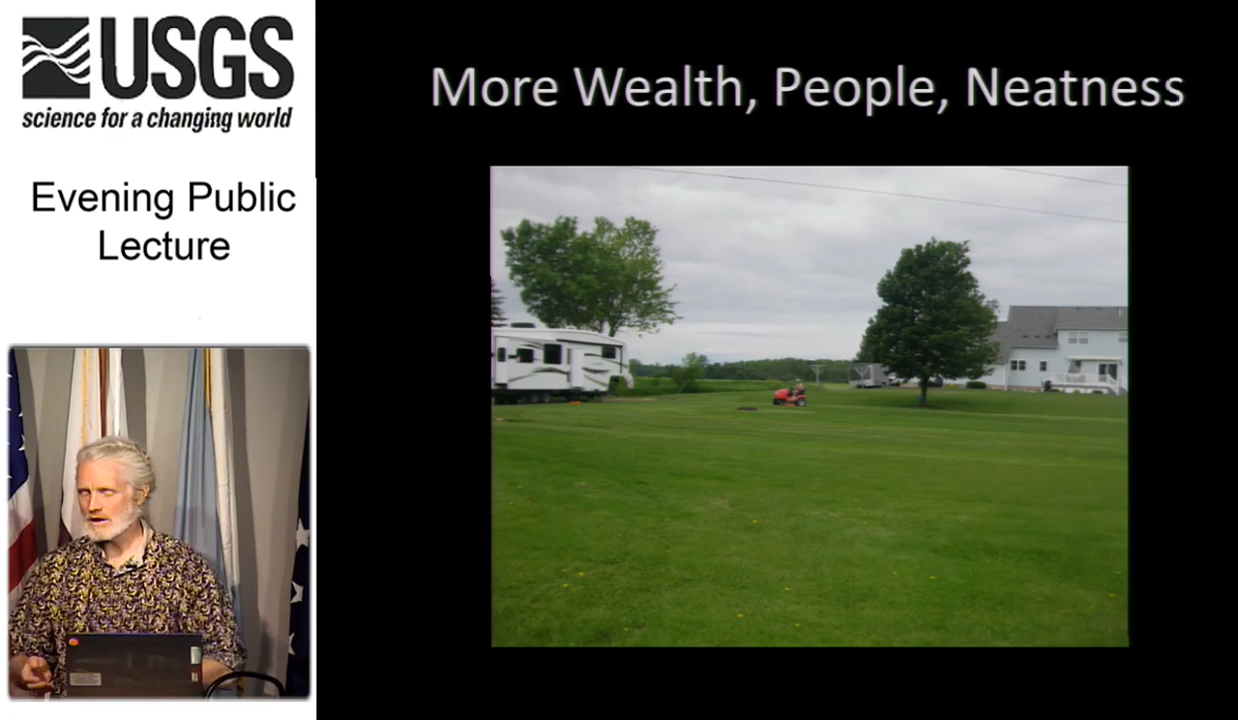 USGS
science for a changing world
Evening Public
Lecture
More Wealth, People, Neatness